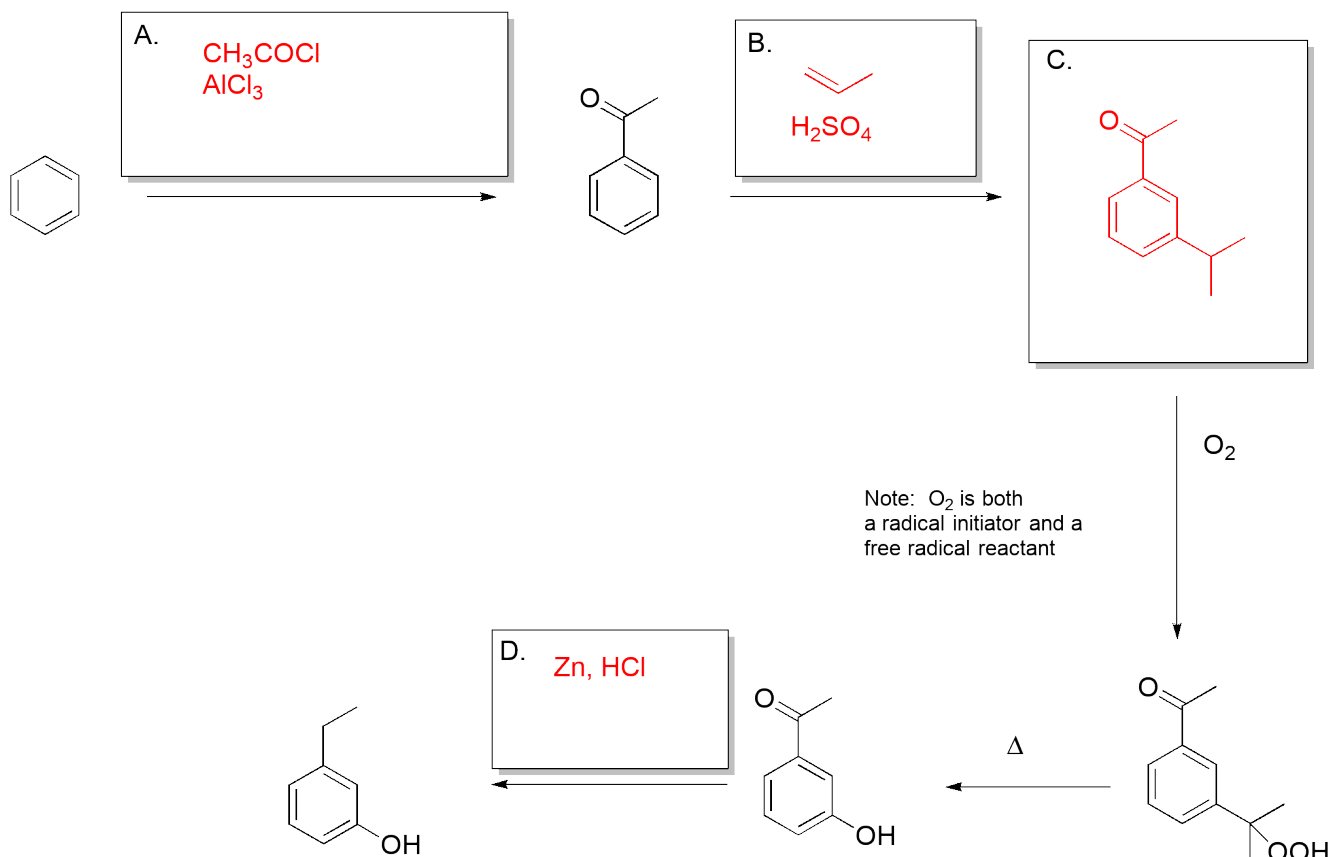 A.
CH₃COCl
AlCl₃
B.
H₂SO₄
C.
O
O
O₂
Note: O₂ is both
a radical initiator and a
free radical reactant
D.
Zn, HCl
O
O
Δ
OH
OH
OOH